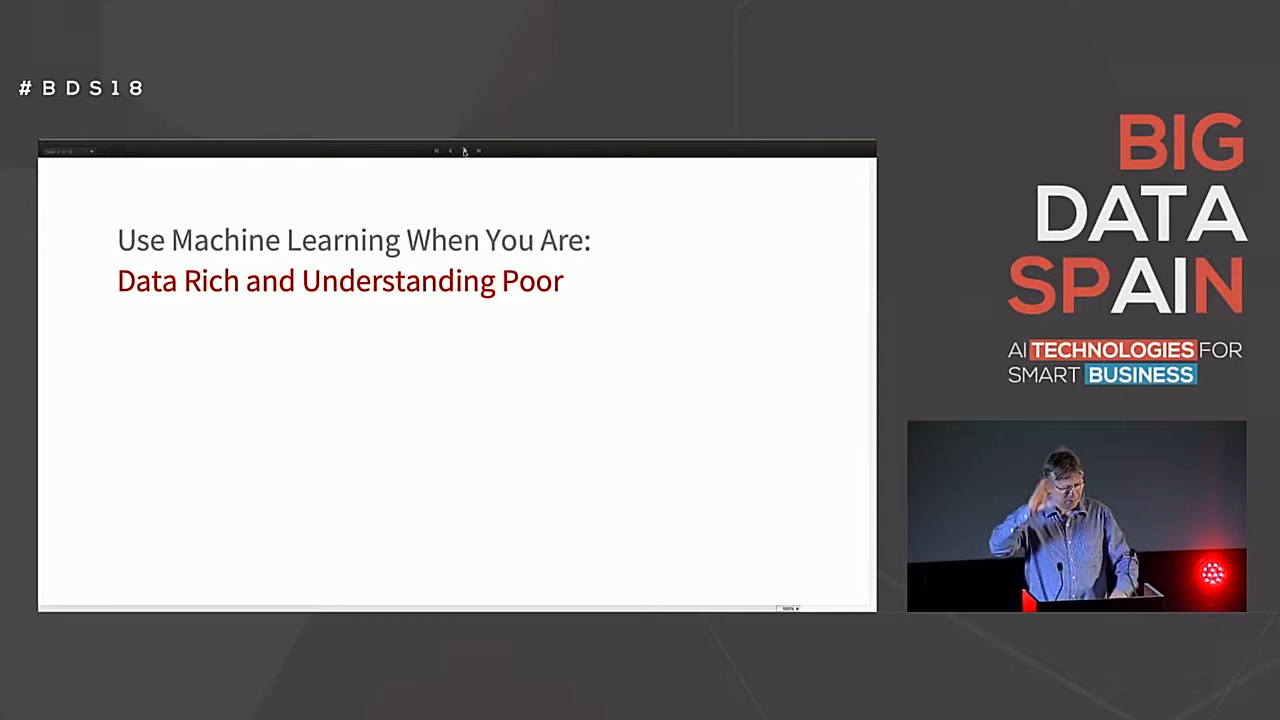 #BDS18
Use Machine Learning When You Are:
Data Rich and Understanding Poor
100%
BIG
DATA
SPAIN
AI TECHNOLOGIES FOR
SMART BUSINESS